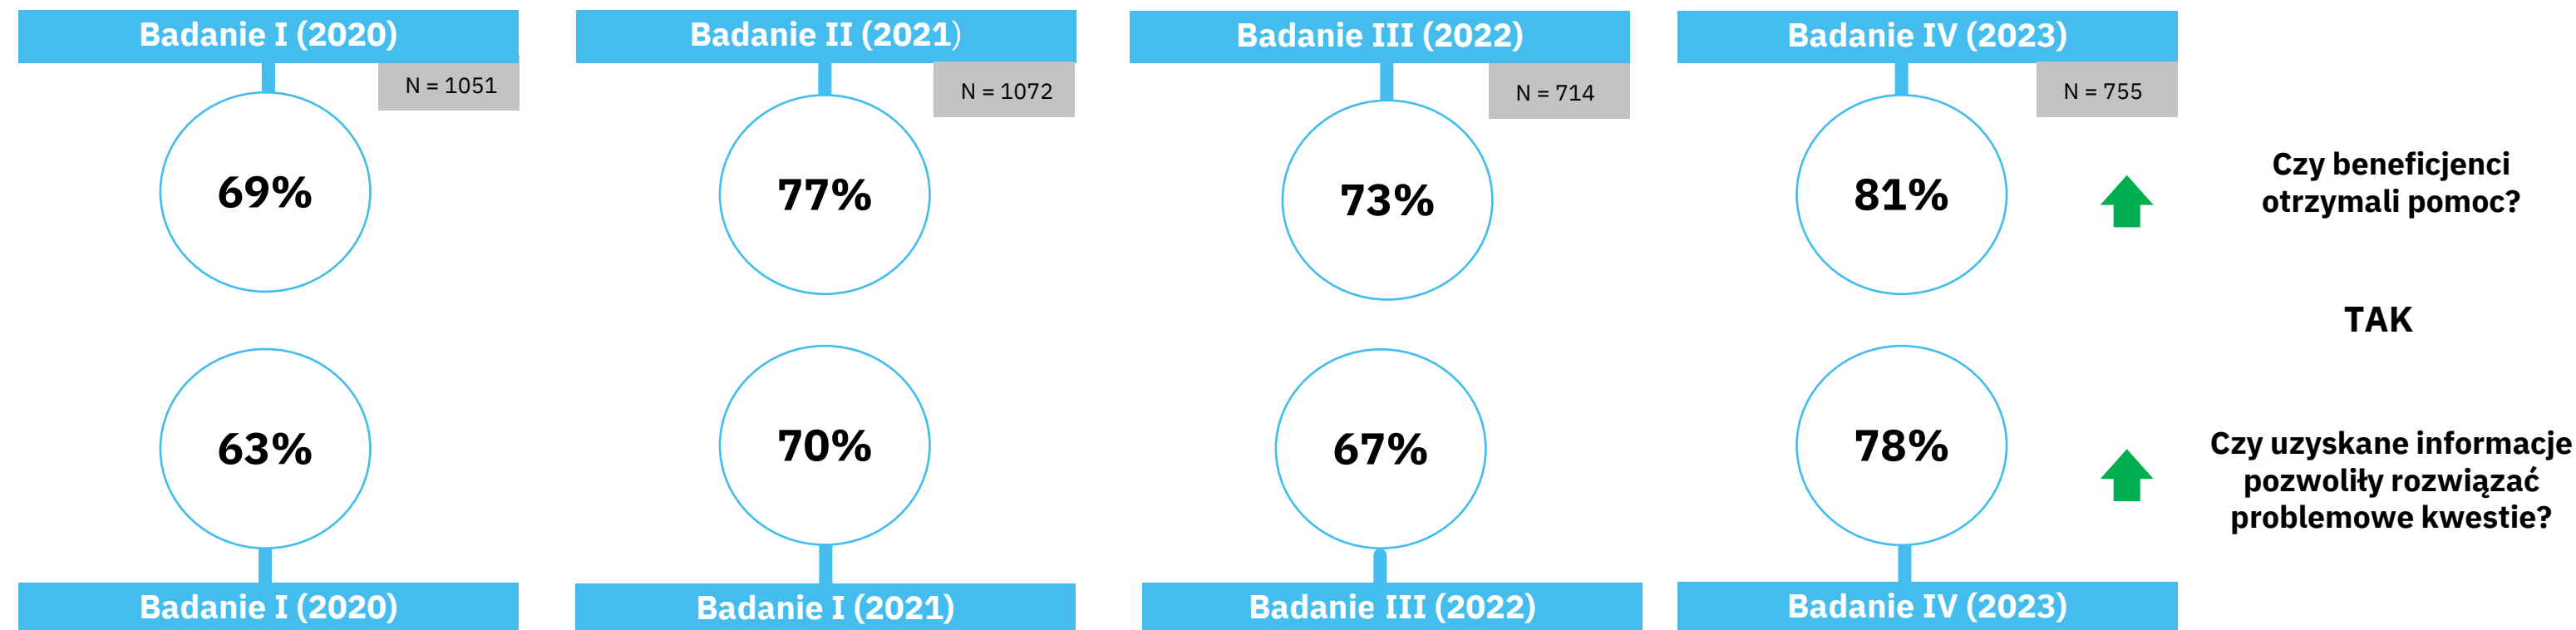 Badanie I (2020)
Badanie II (2021)
Badanie III (2022)
Badanie IV (2023)
N = 1051
N = 1072
N = 714
N = 755
69%
77%
73%
81%
Czy beneficjenci
otrzymali pomoc?
TAK
63%
70%
67%
78%
Czy uzyskane informacje
pozwoliły rozwiązać
problemowe kwestie?
Badanie I (2020)
Badanie I (2021)
Badanie III (2022)
Badanie IV (2023)